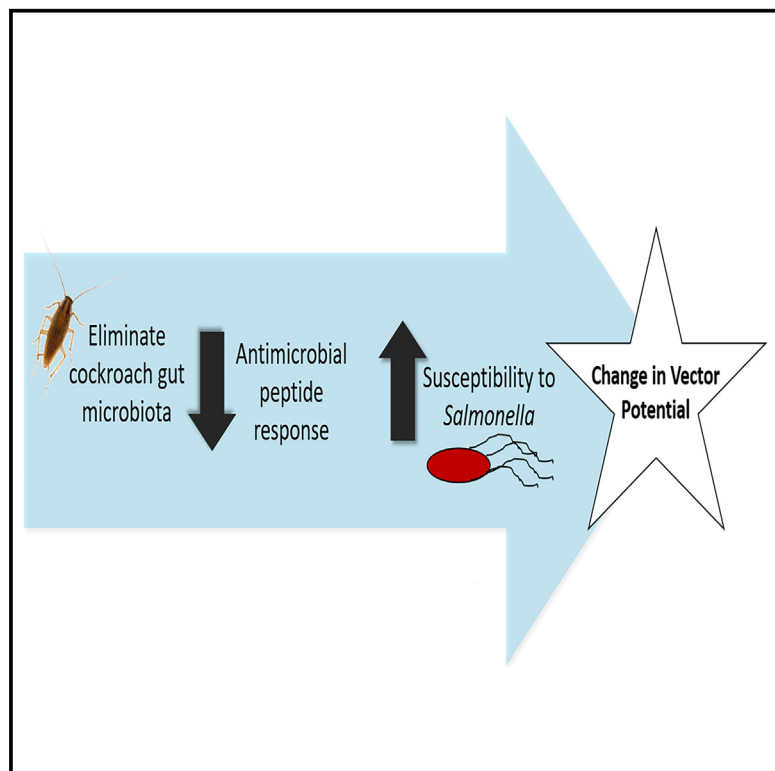 Eliminate
cockroach gut
microbiota
Antimicrobial
peptide
response
Susceptibility to
Salmonella
Change in Vector
Potential